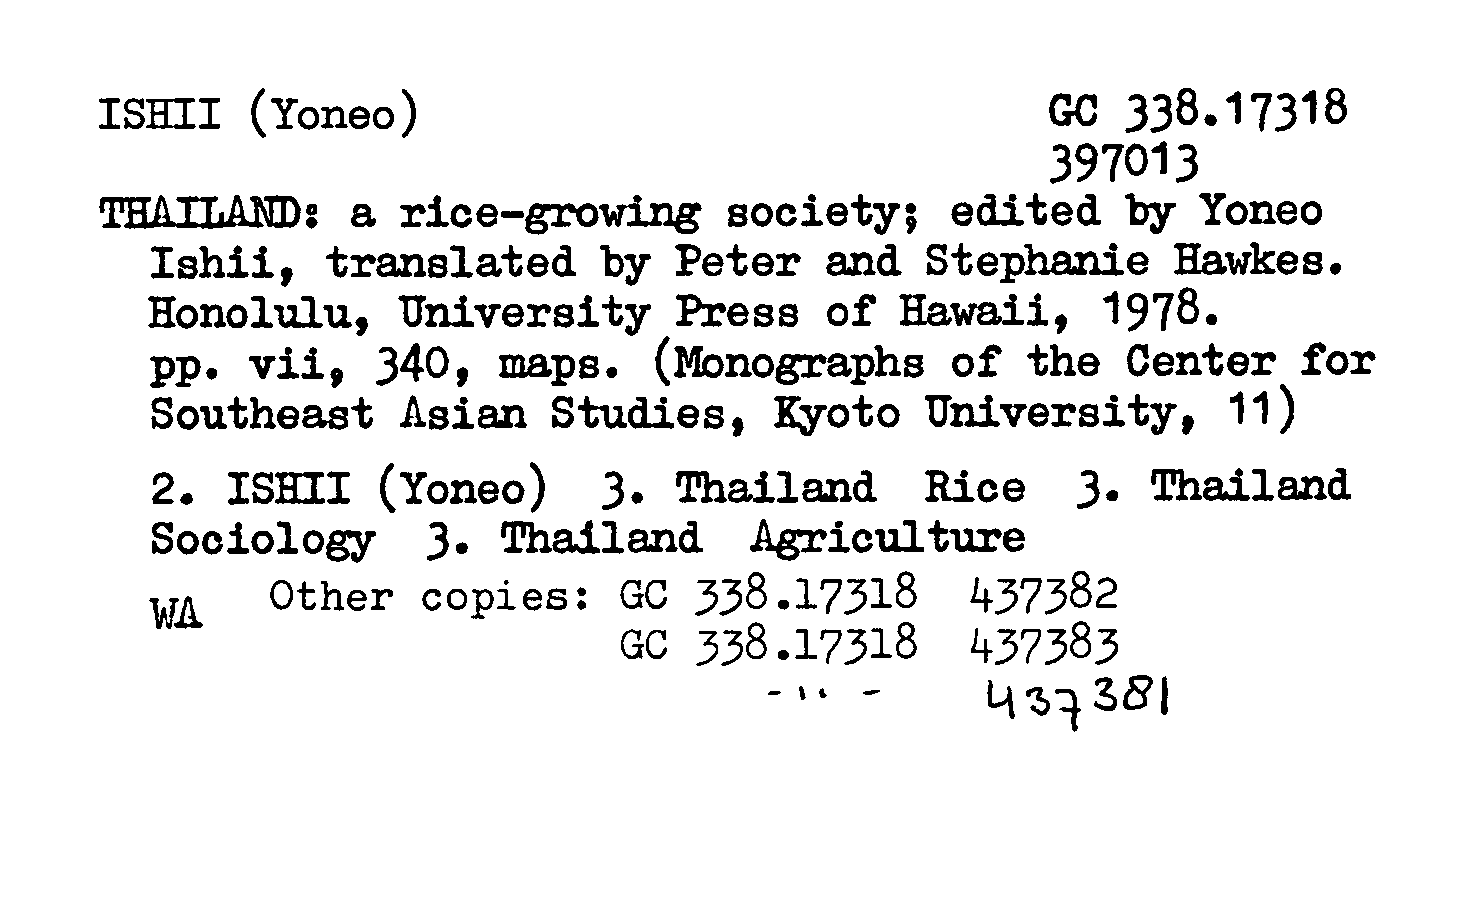 ISHII (Yoneo) GC 338.17318
397013
THAILAND: a rice-growing society; edited by Yoneo
Ishii, translated by Peter and Stephanie Hawkes.
Honolulu, University Press of Hawaii, 1978.
pp. vii, 340, maps. (Monographs of the Center for
Southeast Asian Studies, Kyoto University, 11)
2. ISHII (Yoneo) 3. Thailand Rice 3. Thailand
Sociology 3. Thailand Agriculture
WA Other copies: GC 338.17318 437382
GC 338.17318 437383
- " - 437381